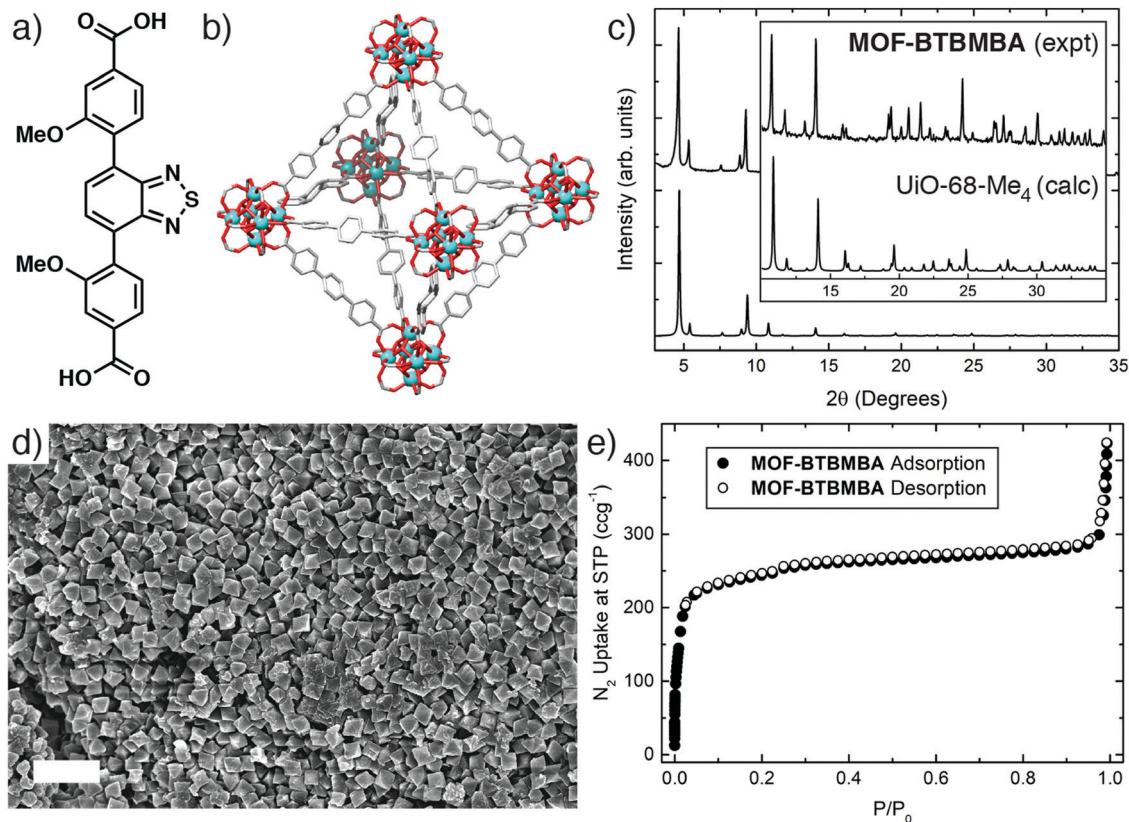 a)
O
OH
MeO
N
S
N
MeO
HO
O
b)
c)
Intensity (arb. units)
MOF-BTBMBA (expt)
UiO-68-Me₄ (calc)
10 15 20 25 30
5 10 15 20 25 30 35
2θ (Degrees)
d)
e)
N₂ Uptake at STP (ccg⁻¹)
400
300
200
100
0
MOF-BTBMBA Adsorption
MOF-BTBMBA Desorption
0.0 0.2 0.4 0.6 0.8 1.0
P/P₀